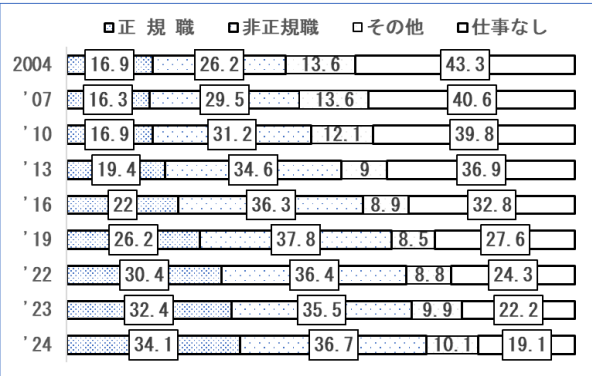 正 規 職 非正規職 その他 仕事なし
2004 16.9 26.2 13.6 43.3
'07 16.3 29.5 13.6 40.6
'10 16.9 31.2 12.1 39.8
'13 19.4 34.6 9 36.9
'16 22 36.3 8.9 32.8
'19 26.2 37.8 8.5 27.6
'22 30.4 36.4 8.8 24.3
'23 32.4 35.5 9.9 22.2
'24 34.1 36.7 10.1 19.1